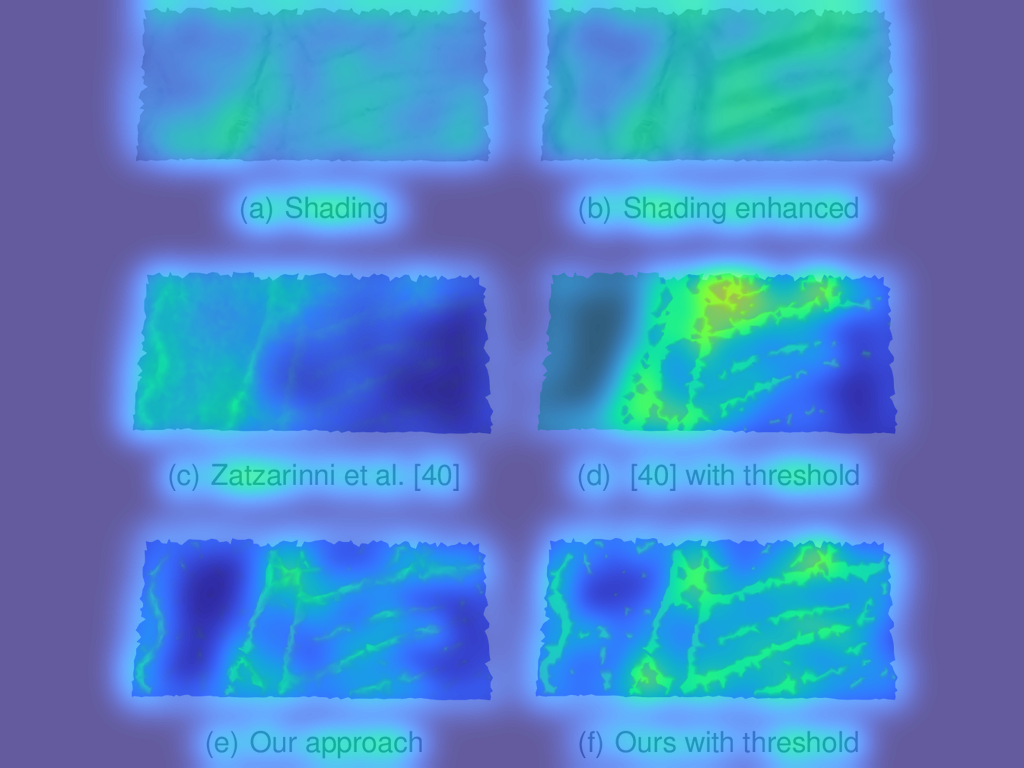 (a) Shading
(b) Shading enhanced
(c) Zatzarinni et al. [40]
(d) [40] with threshold
(e) Our approach
(f) Ours with threshold